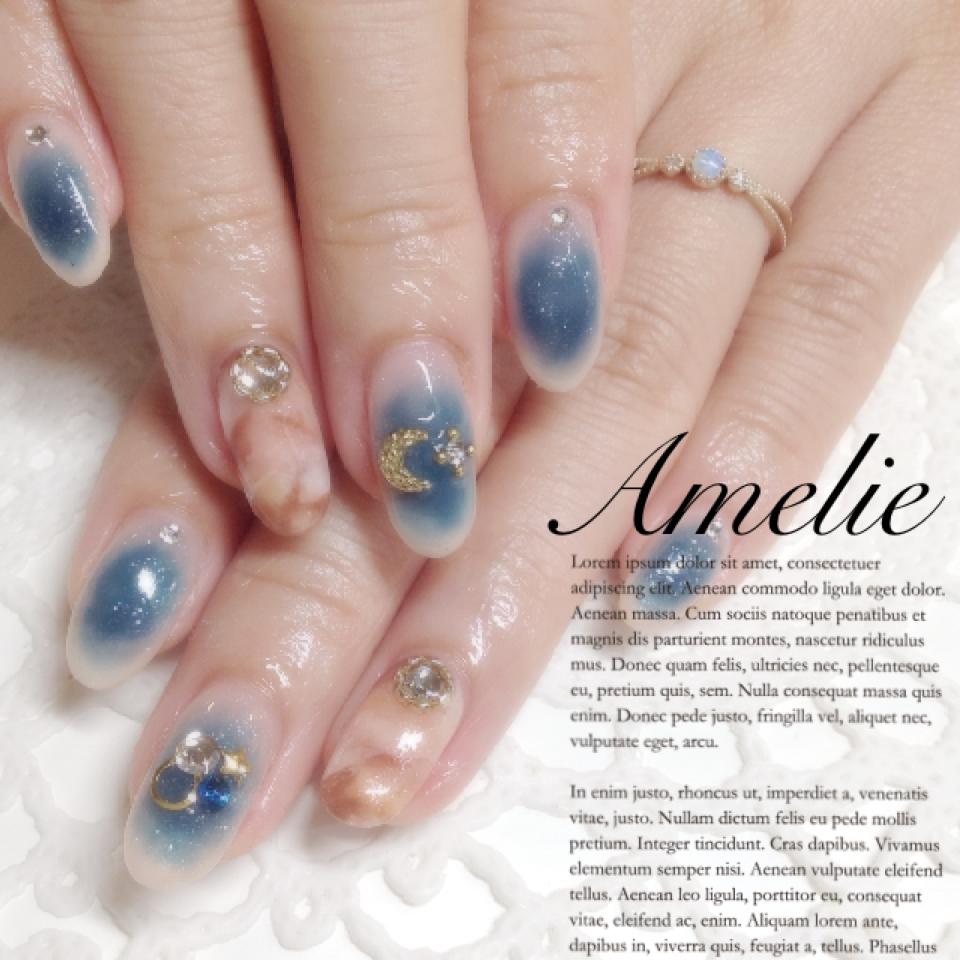 Amelie
Lorem ipsum dolor sit amet, consectetuer
adipiscing elit. Aenean commodo ligula eget dolor.
Aenean massa. Cum sociis natoque penatibus et
magnis dis parturient montes, nascetur ridiculus
mus. Donec quam felis, ultricies nec, pellentesque
eu, pretium quis, sem. Nulla consequat massa quis
enim. Donec pede justo, fringilla vel, aliquet nec,
vulputate eget, arcu.
In enim justo, rhoncus ut, imperdiet a, venenatis
vitae, justo. Nullam dictum felis eu pede mollis
pretium. Integer tincidunt. Cras dapibus. Vivamus
elementum semper nisi. Aenean vulputate eleifend
tellus. Aenean leo ligula, porttitor eu, consequat
vitae, eleifend ac, enim. Aliquam lorem ante,
dapibus in, viverra quis, feugiat a, tellus. Phasellus